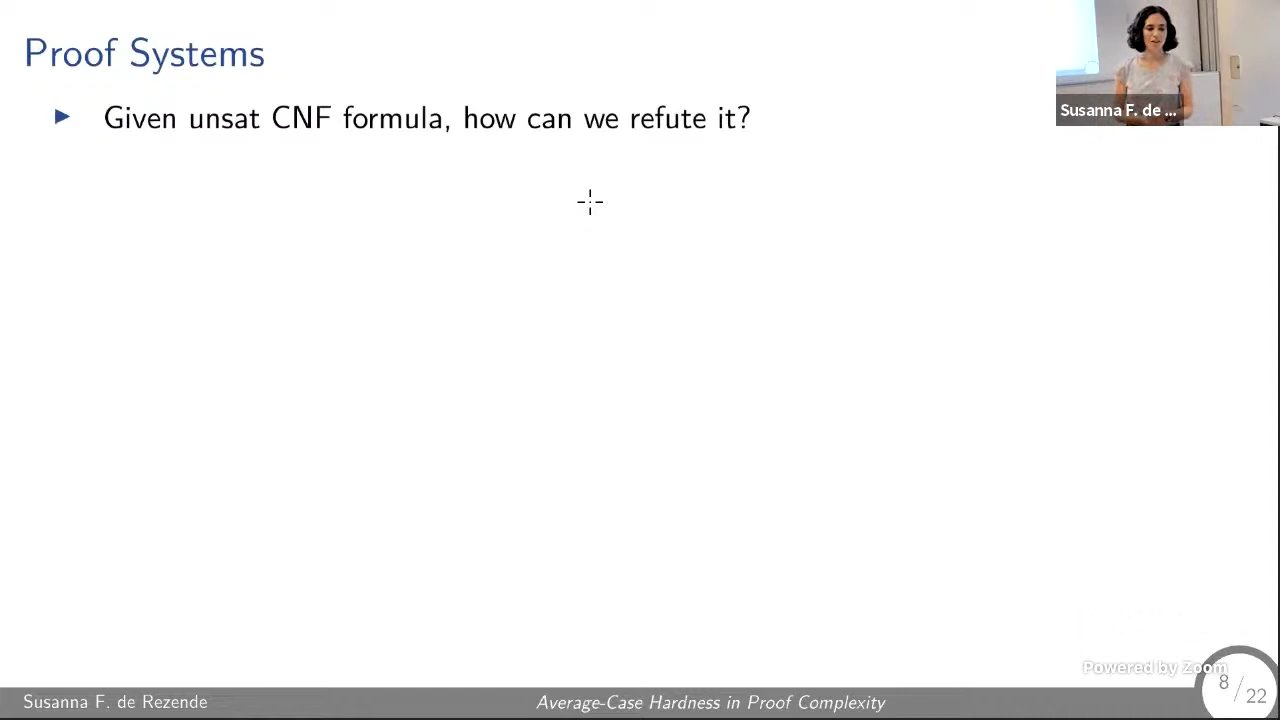 Proof Systems
Susanna F. de ...
► Given unsat CNF formula, how can we refute it?
Powered by Zoom
Susanna F. de Rezende
Average-Case Hardness in Proof Complexity
8 / 22